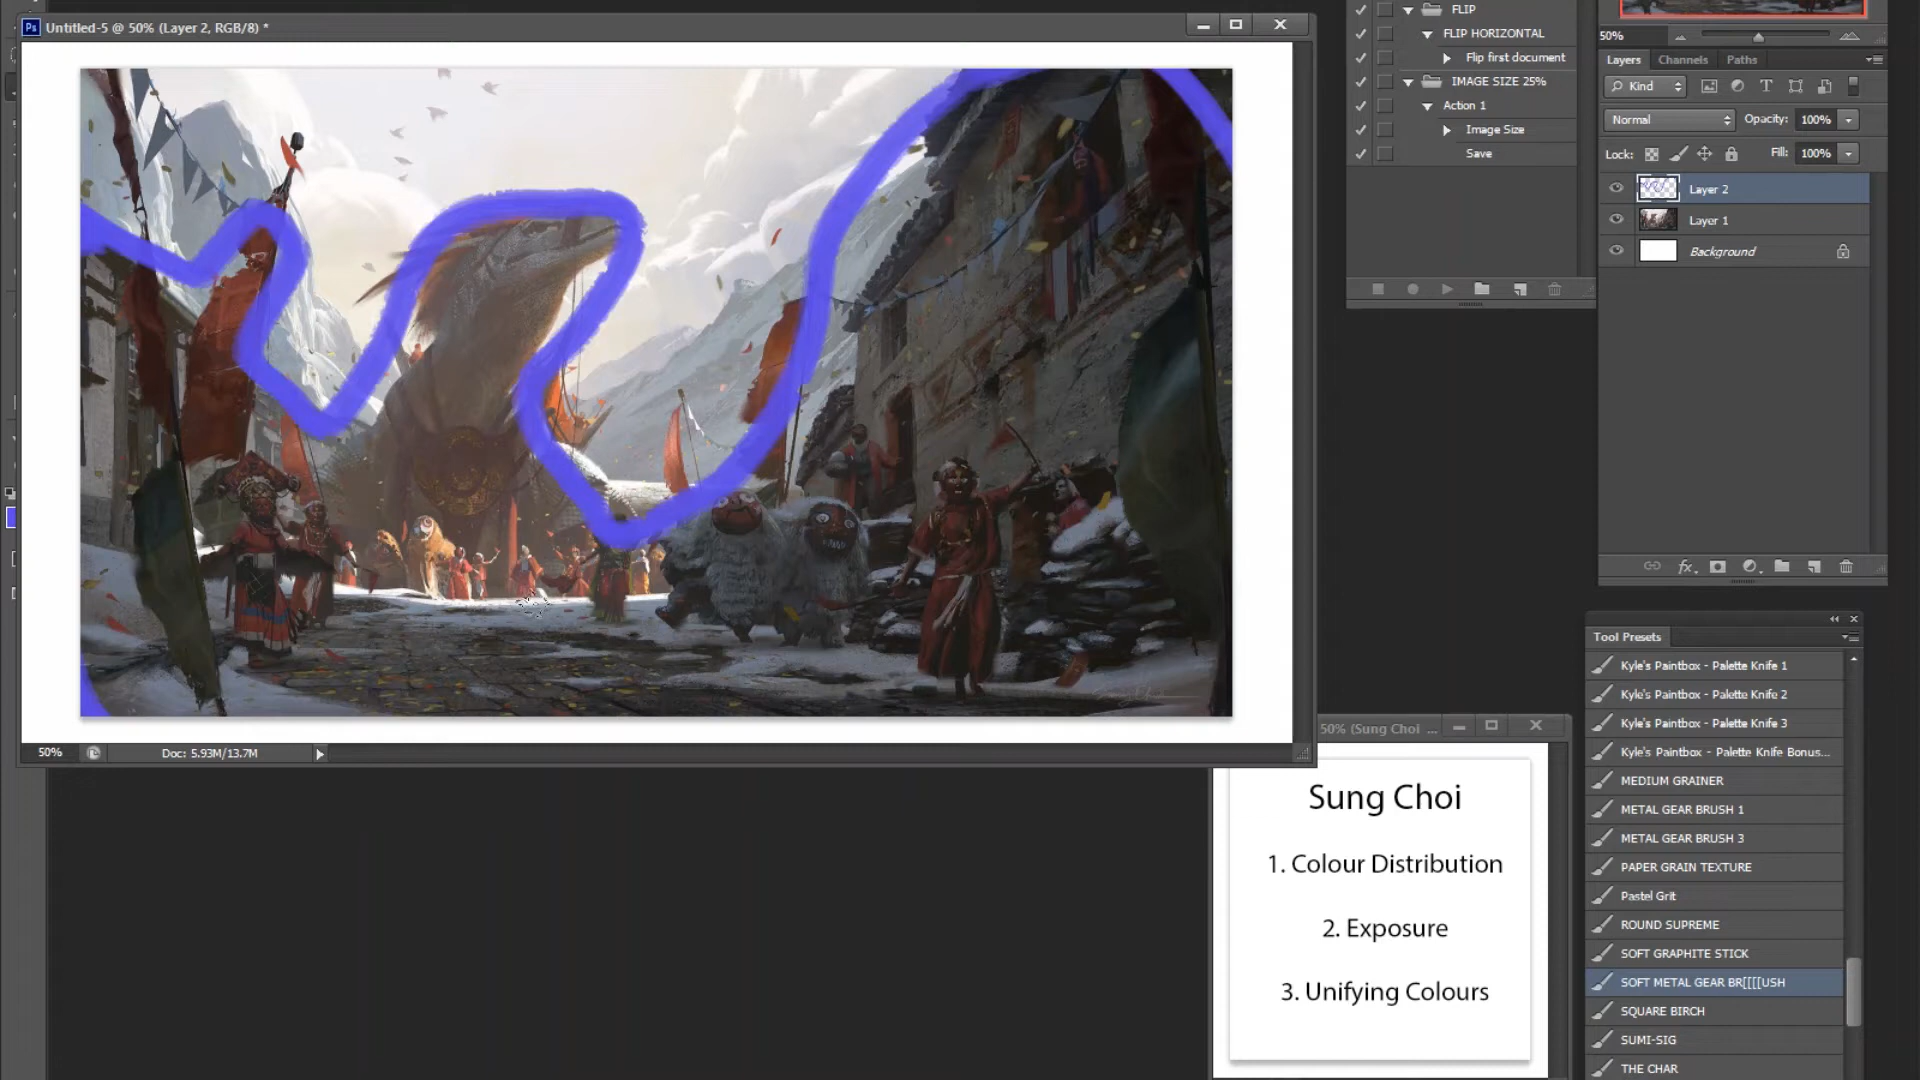 Untitled-5 @ 50% (Layer 2, RGB/8) *
50%
Doc: 5.93M/13.7M
FLIP
FLIP HORIZONTAL
Flip first document
IMAGE SIZE 25%
Action 1
Image Size
Save
50%
Layers Channels Paths
Kind
Normal Opacity: 100%
Lock: Fill: 100%
Layer 2
Layer 1
Background
50% (Sung Choi ...
Sung Choi
1. Colour Distribution
2. Exposure
3. Unifying Colours
Tool Presets
Kyle's Paintbox - Palette Knife 1
Kyle's Paintbox - Palette Knife 2
Kyle's Paintbox - Palette Knife 3
Kyle's Paintbox - Palette Knife Bonus...
MEDIUM GRAINER
METAL GEAR BRUSH 1
METAL GEAR BRUSH 3
PAPER GRAIN TEXTURE
Pastel Grit
ROUND SUPREME
SOFT GRAPHITE STICK
SOFT METAL GEAR BR[[[[USH
SQUARE BIRCH
SUMI-SIG
THE CHAR